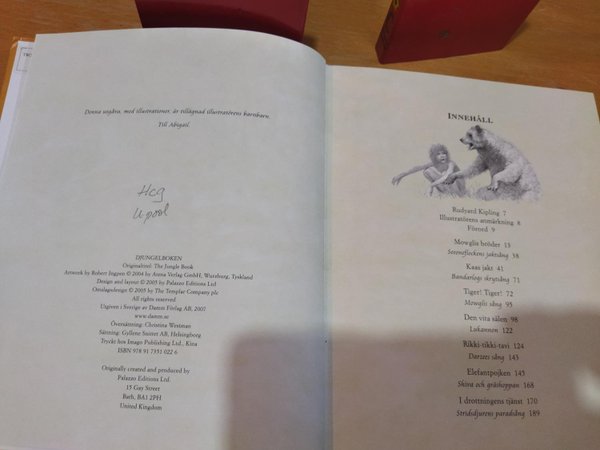 Denna utgåva, med illustrationer, är tillägnad illustratörens barnbarn.
Till Abigail.
Hcg
DJUNGELBOKEN
Originaltitel: The Jungle Book
Artwork by Robert Ingpen © 2004 by Arena Verlag GmbH, Wurzburg, Tyskland
Design and layout © 2005 by Palazzo Editions Ltd
Omslagsdesign © 2005 by The Templar Company plc
All rights reserved
Utgiven i Sverige av Damm Förlag AB, 2007
www.damm.se
Översättning: Christina Westman
Sättning: Gyllene Snittet AB, Helsingborg
Tryckt hos Imago Publishing Ltd., Kina
ISBN 978 91 7351 022 6
Originally created and produced by
Palazzo Editions Ltd.
15 Gay Street
Bath, BA1 2PH
United Kingdom
INNEHÅLL
Rudyard Kipling 7
Illustratörens anmärkning 8
Förord 9
Mowglis bröder 15
Seeoneflockens jaktsång 38
Kaas jakt 41
Bandarlogs skrytsång 71
Tiger! Tiger! 72
Mowglis sång 95
Den vita sälen 98
Lukannon 122
Rikki-tikki-tavi 124
Darzees sång 143
Elefantpojken 145
Shiva och gräshoppan 168
I drottningens tjänst 170
Stridsdjurens paradsång 189